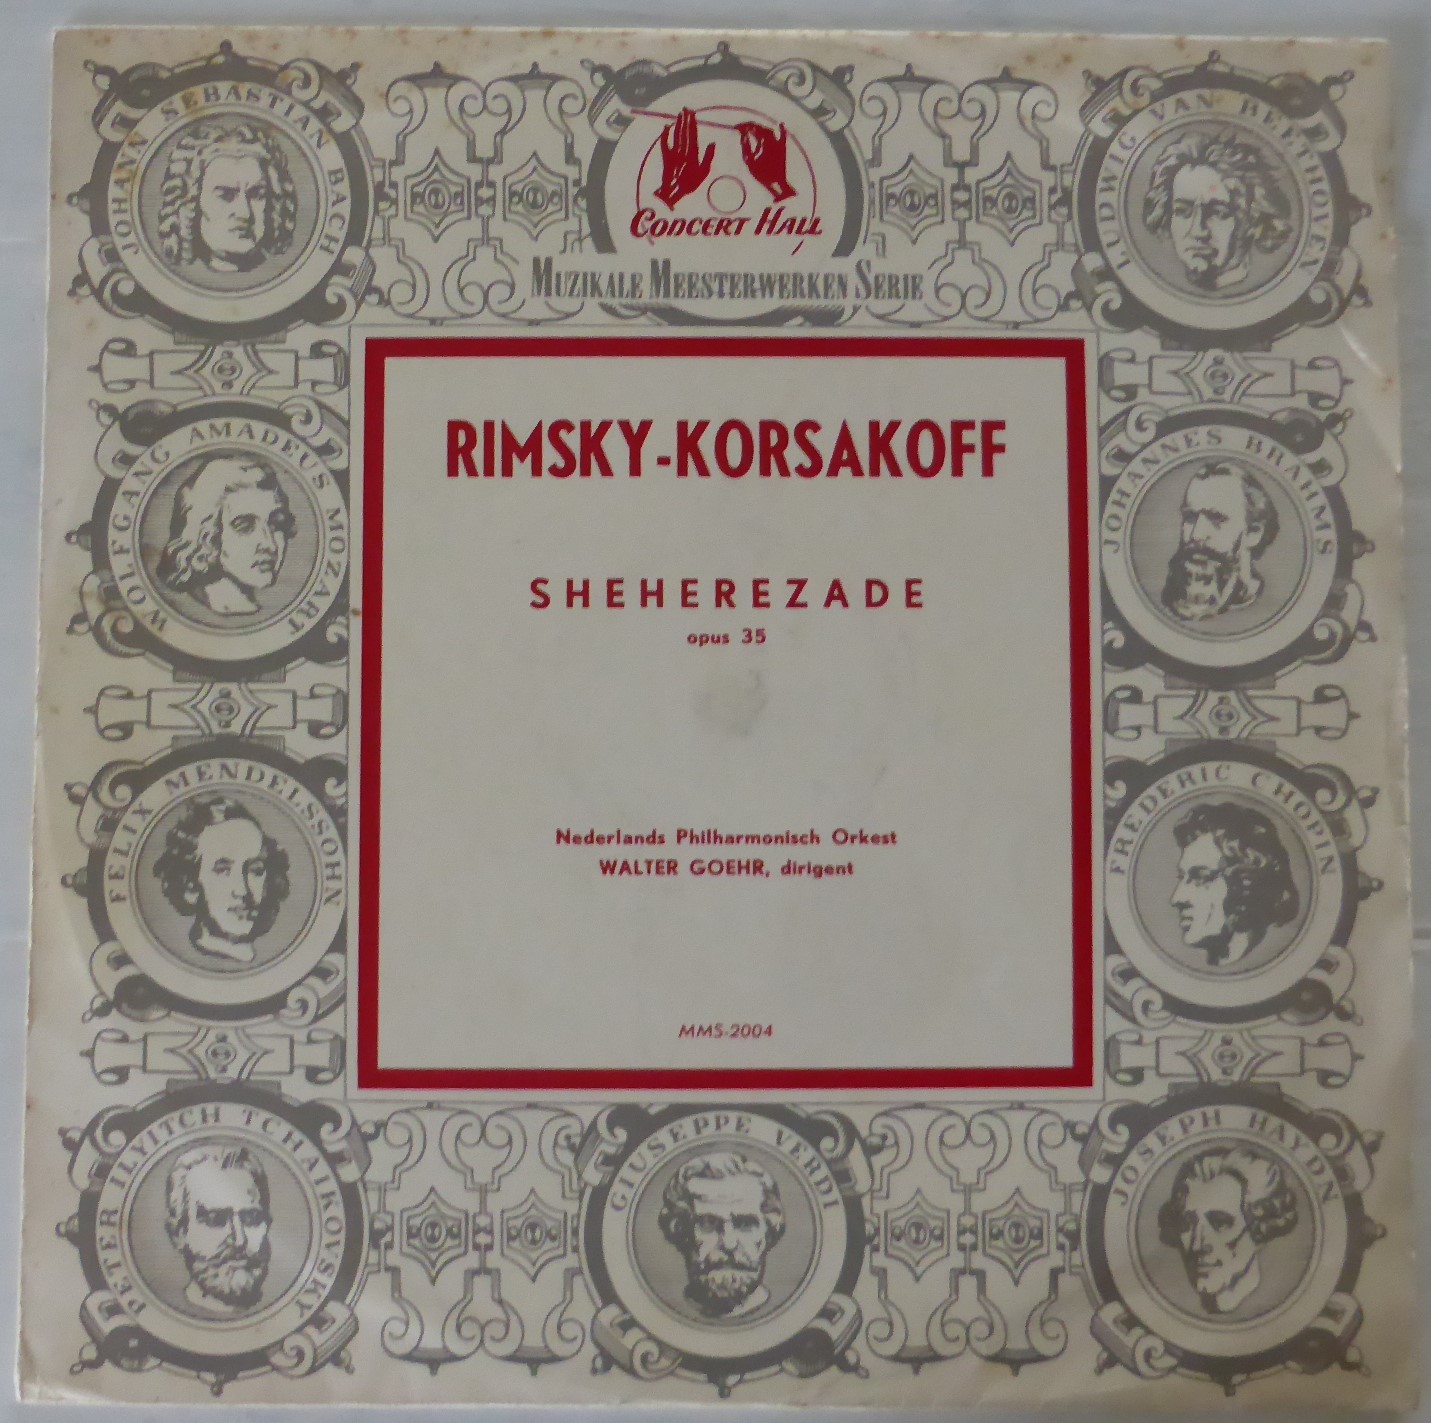 JOHANN SEBASTIAN BACH
CONCERT HALL
MUZIKALE MEESTERWERKEN SERIE
LUDWIG VAN BEETHOVEN
WOLFGANG AMADEUS MOZART
RIMSKY-KORSAKOFF
JOHANNES BRAHMS
SHEHEREZADE
opus 35
FELIX MENDELSSOHN
FREDERIC CHOPIN
Nederlands Philharmonisch Orkest
WALTER GOEHR, dirigent
MMS-2004
PETER ILYITCH TCHAIKOVSKY
GIUSEPPE VERDI
JOSEPH HAYDN